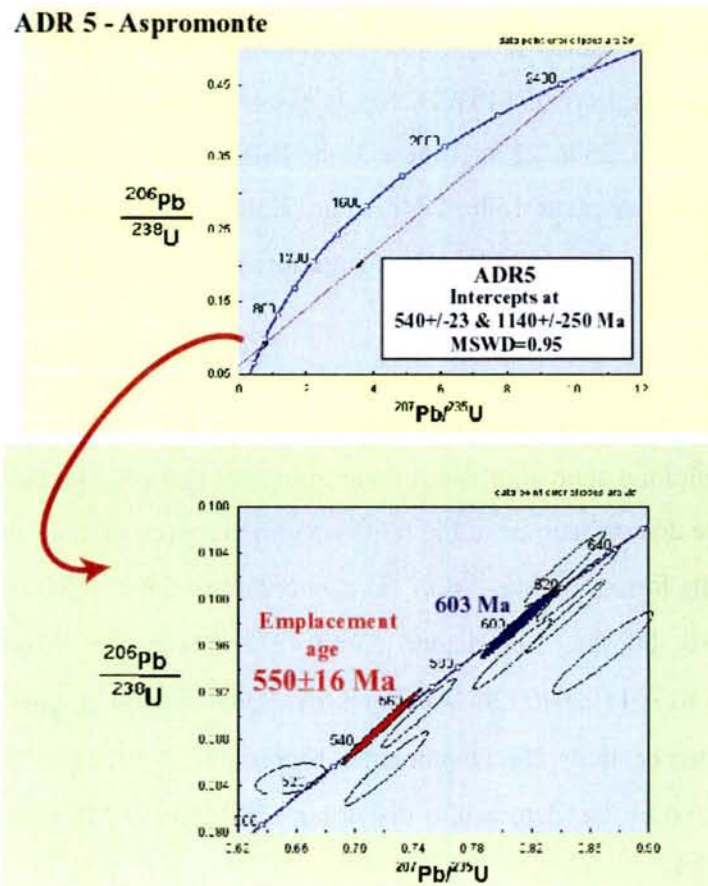 ADR 5 - Aspromonte
data point error ellipses are 2σ
0.45
0.35
0.25
0.15
0.05
206Pb
238U
2400
2000
1600
1200
800
ADR5
Intercepts at
540+/-23 & 1140+/-250 Ma
MSWD=0.95
0 2 4 6 8 10 12
207Pb/235U
data point error ellipses are 2σ
0.108
0.104
0.100
0.096
0.092
0.088
0.084
0.080
206Pb
238U
640
620
603 Ma
600
Emplacement
age
550±16 Ma
560
540
0.62 0.66 0.70 0.74 0.78 0.82 0.86 0.90
207Pb/235U